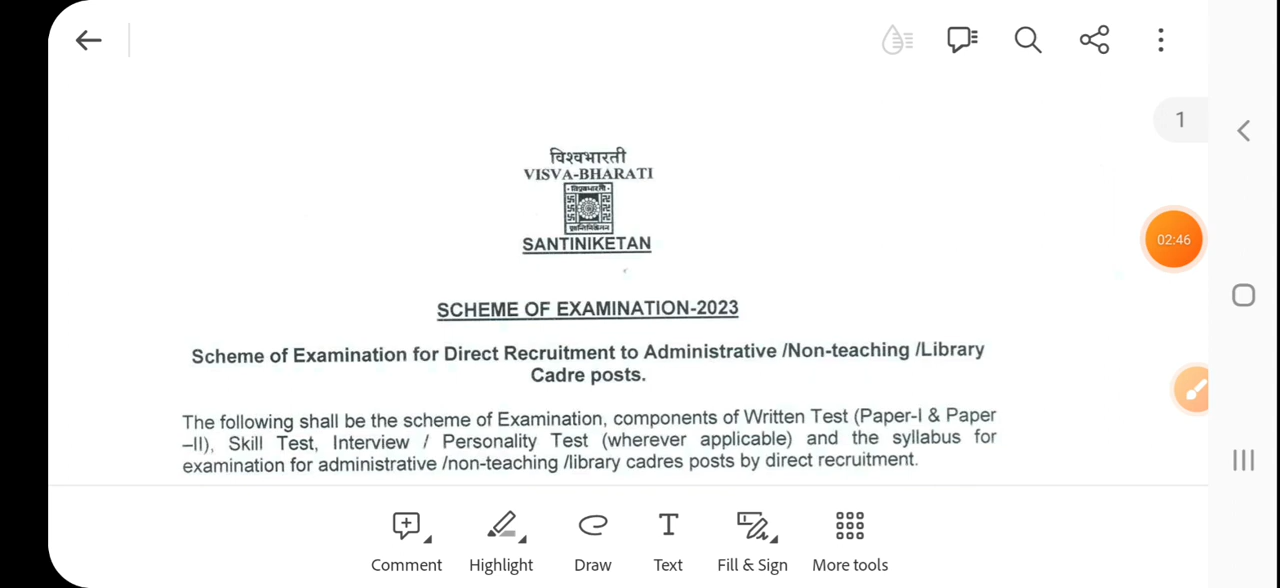 1
विश्वभारती
VISVA-BHARATI
SANTINIKETAN
02:46
SCHEME OF EXAMINATION-2023
Scheme of Examination for Direct Recruitment to Administrative /Non-teaching /Library
Cadre posts.
The following shall be the scheme of Examination, components of Written Test (Paper-I & Paper
–II), Skill Test, Interview / Personality Test (wherever applicable) and the syllabus for
examination for administrative /non-teaching /library cadres posts by direct recruitment.
Comment Highlight Draw Text Fill & Sign More tools